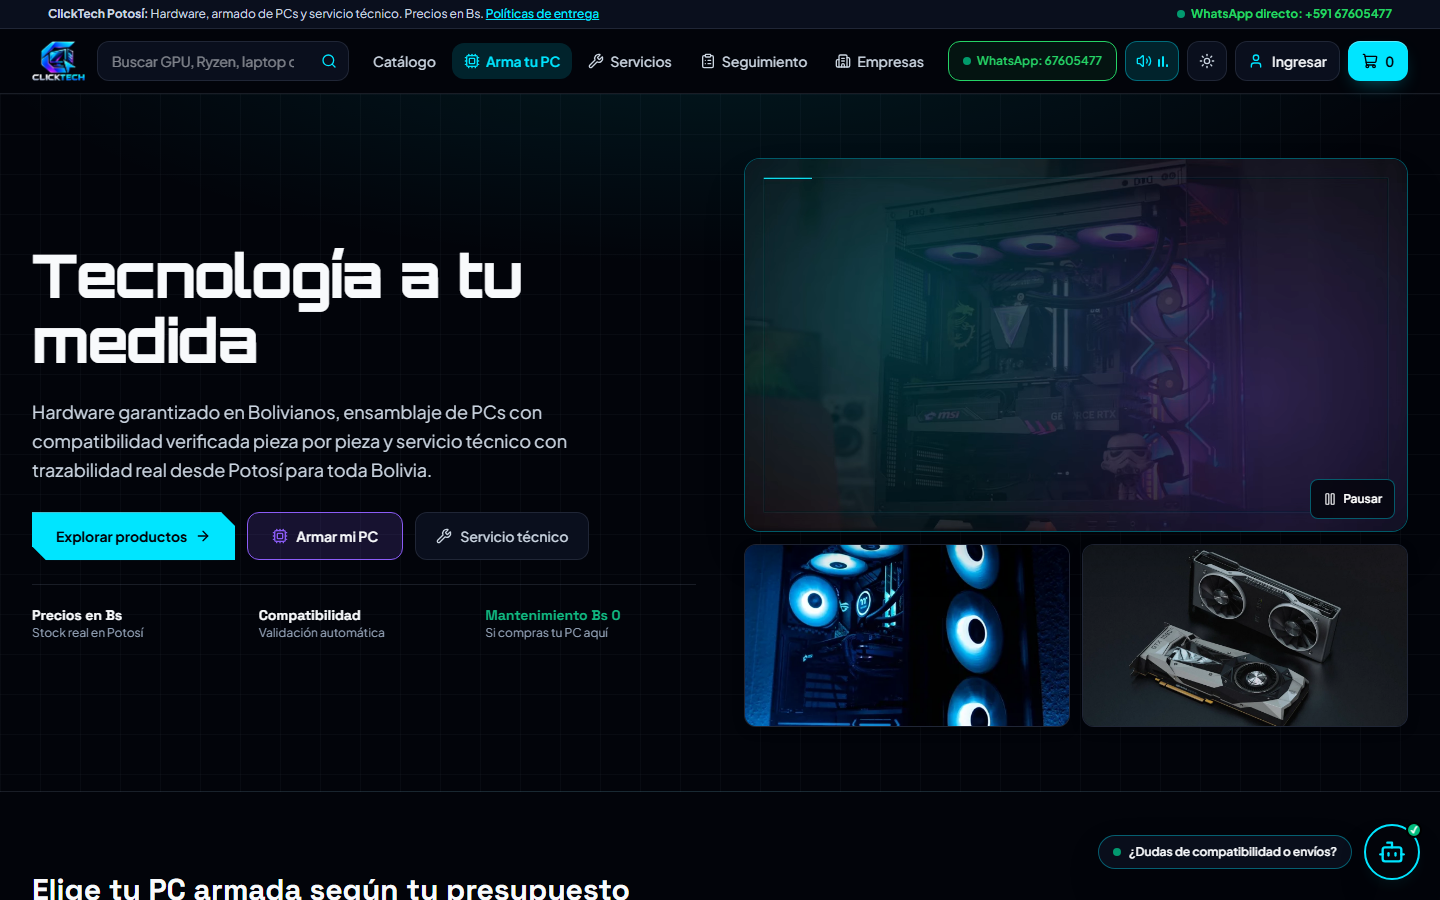 ClickTech Potosí: Hardware, armado de PCs y servicio técnico. Precios en Bs. Políticas de entrega
WhatsApp directo: +591 67605477
CLICKTECH
Buscar GPU, Ryzen, laptop c
Catálogo
Arma tu PC
Servicios
Seguimiento
Empresas
WhatsApp: 67605477
Ingresar
0
Tecnología a tu
medida
Hardware garantizado en Bolivianos, ensamblaje de PCs con
compatibilidad verificada pieza por pieza y servicio técnico con
trazabilidad real desde Potosí para toda Bolivia.
Explorar productos
Armar mi PC
Servicio técnico
Precios en Bs
Stock real en Potosí
Compatibilidad
Validación automática
Mantenimiento Bs 0
Si compras tu PC aquí
msi
GEFORCE RTX
Pausar
¿Dudas de compatibilidad o envíos?
Elige tu PC armada según tu presupuesto